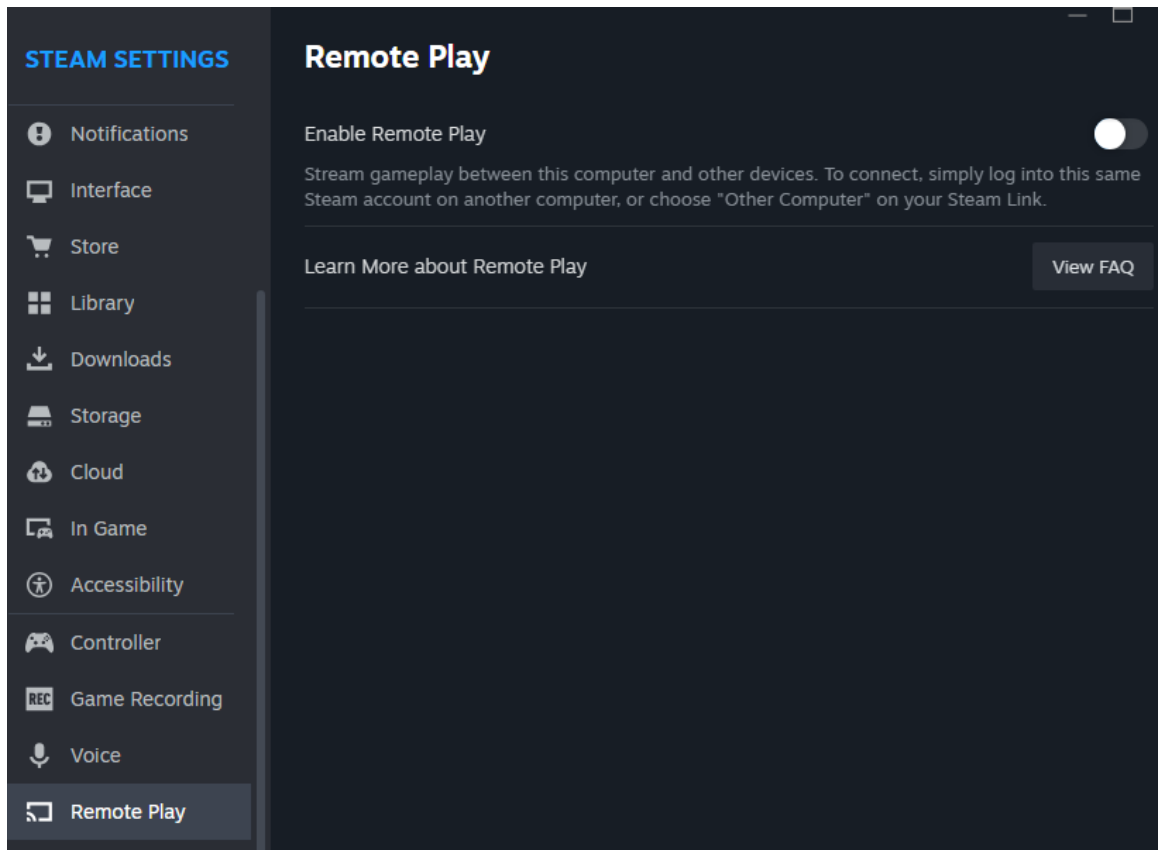 STEAM SETTINGS
Notifications
Interface
Store
Library
Downloads
Storage
Cloud
In Game
Accessibility
Controller
REC Game Recording
Voice
Remote Play
Remote Play
Enable Remote Play
Stream gameplay between this computer and other devices. To connect, simply log into this same
Steam account on another computer, or choose "Other Computer" on your Steam Link.
Learn More about Remote Play
View FAQ